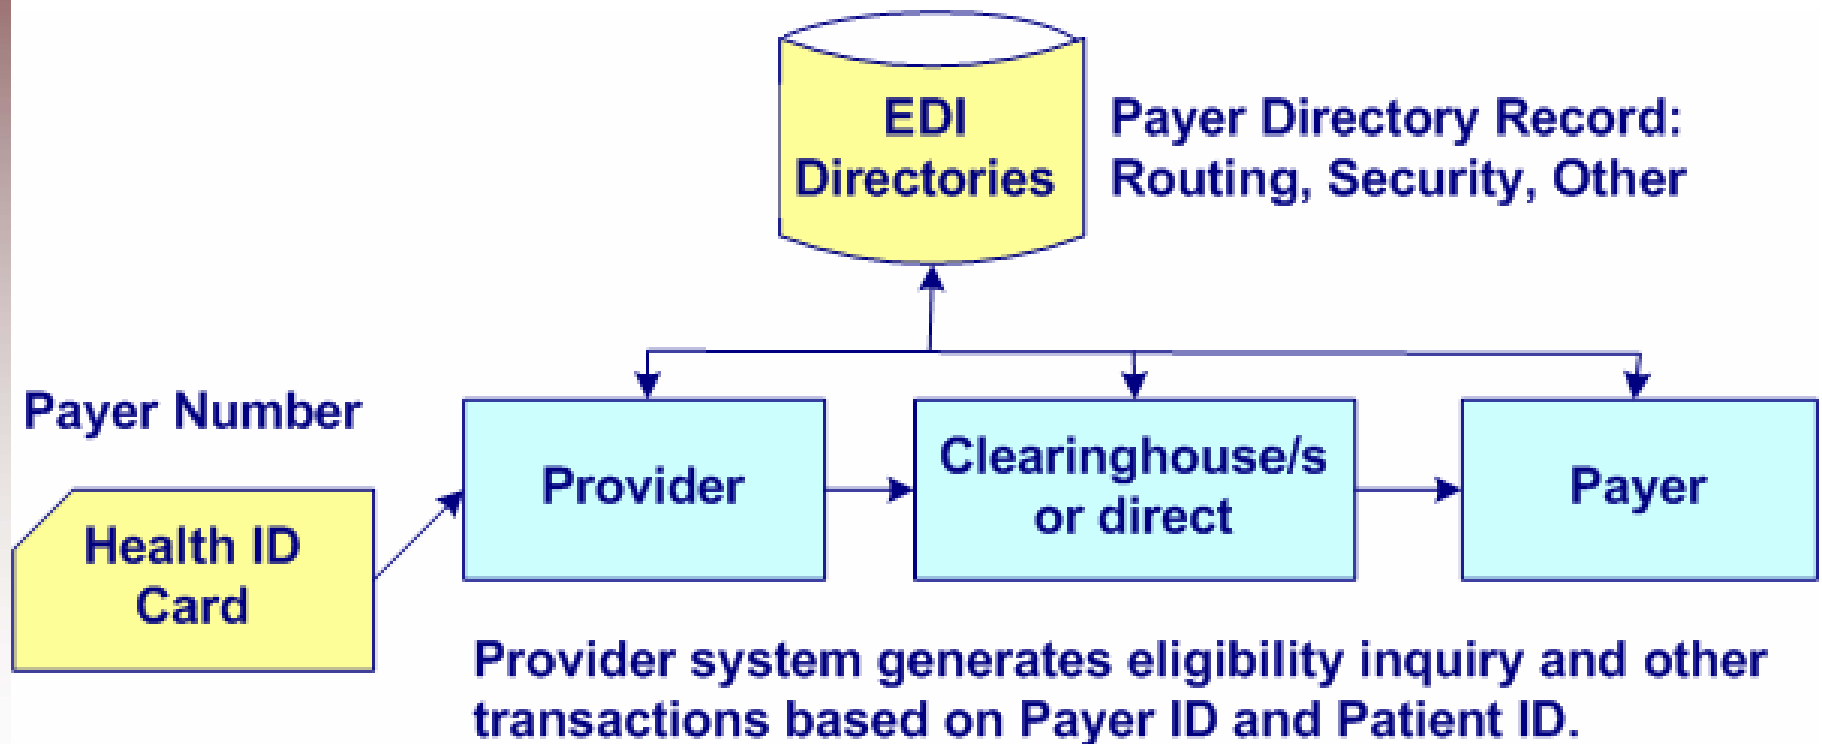 EDI
Directories
Payer Directory Record:
Routing, Security, Other
Payer Number
Health ID
Card
Provider
Clearinghouse/s
or direct
Payer
Provider system generates eligibility inquiry and other
transactions based on Payer ID and Patient ID.